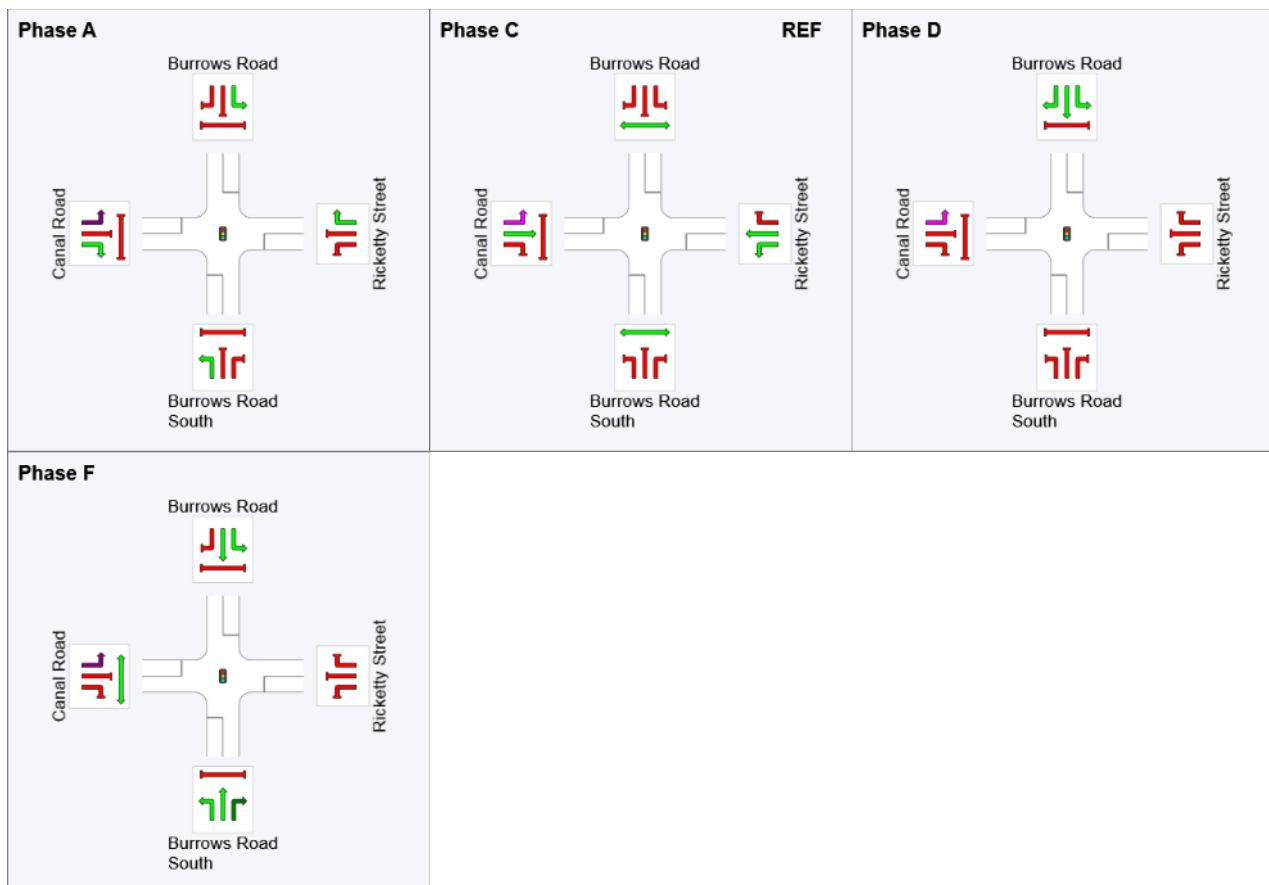 Phase A
Burrows Road
Canal Road
Ricketty Street
Burrows Road
South
Phase C
REF
Burrows Road
Canal Road
Ricketty Street
Burrows Road
South
Phase D
Burrows Road
Canal Road
Ricketty Street
Burrows Road
South
Phase F
Burrows Road
Canal Road
Ricketty Street
Burrows Road
South